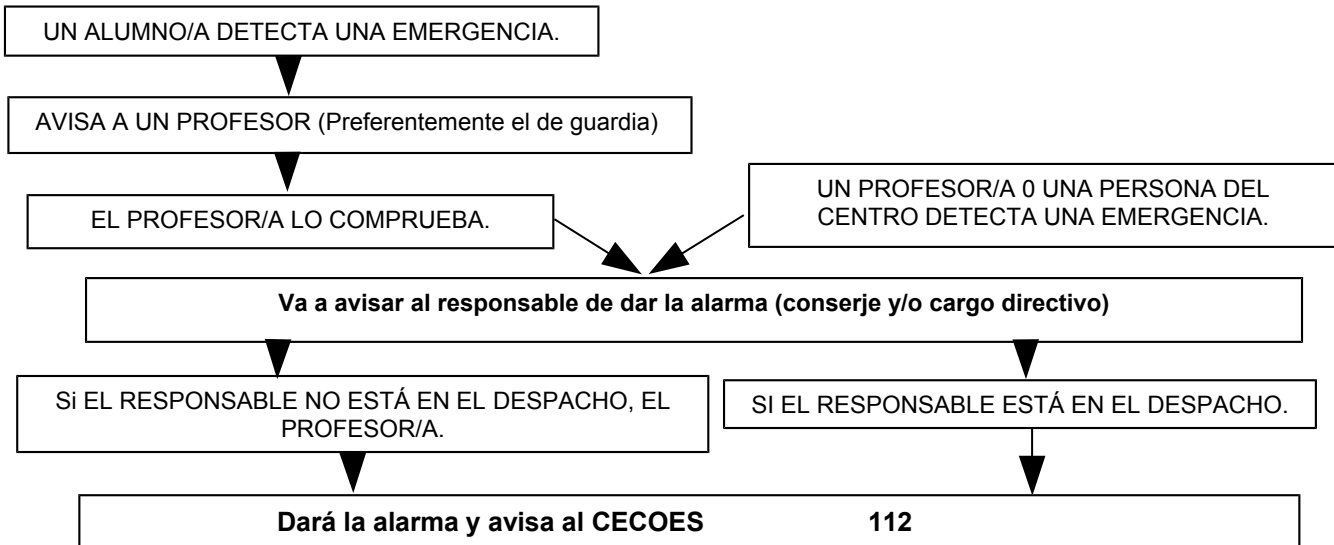 UN ALUMNO/A DETECTA UNA EMERGENCIA.
AVISA A UN PROFESOR (Preferentemente el de guardia)
EL PROFESOR/A LO COMPRUEBA.
UN PROFESOR/A 0 UNA PERSONA DEL
CENTRO DETECTA UNA EMERGENCIA.
Va a avisar al responsable de dar la alarma (conserje y/o cargo directivo)
Si EL RESPONSABLE NO ESTÁ EN EL DESPACHO, EL
PROFESOR/A.
SI EL RESPONSABLE ESTÁ EN EL DESPACHO.
Dará la alarma y avisa al CECOES 112